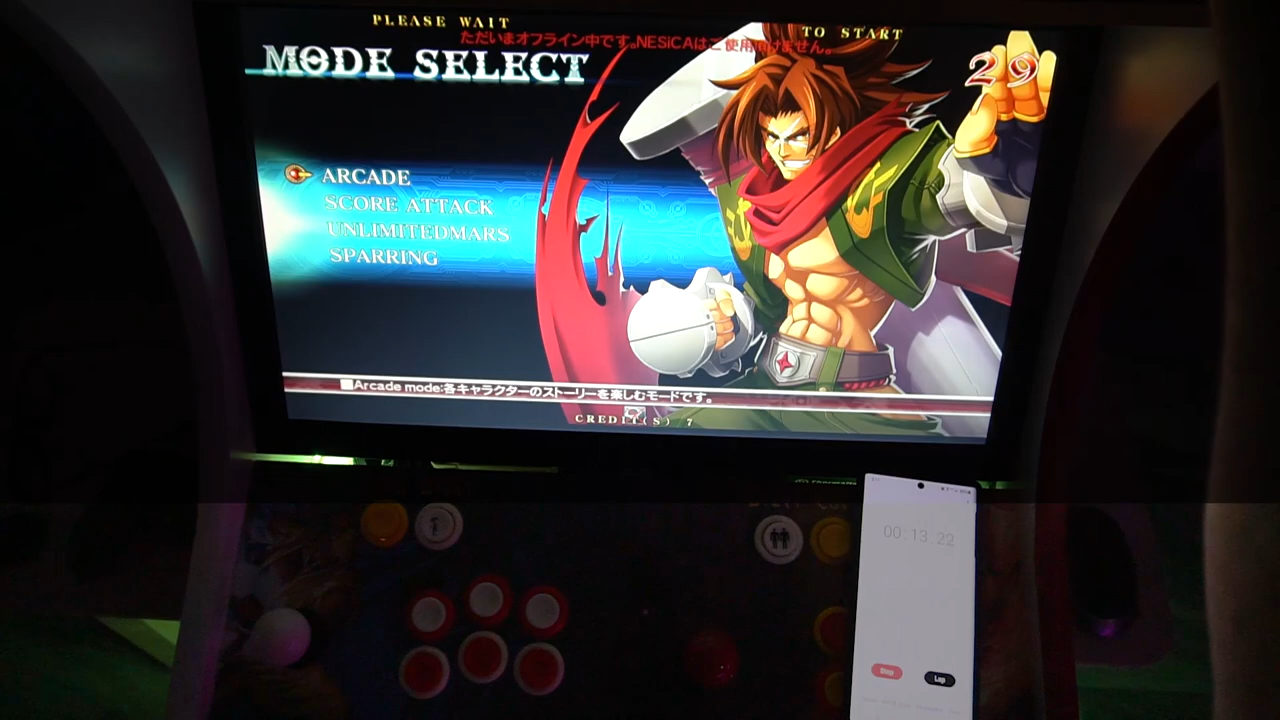 PLEASE WAIT
TO START
ただいまオフライン中です。NESiCAはご使用頂けません。
MODE SELECT
29
ARCADE
SCORE ATTACK
UNLIMITEDMARS
SPARRING
■Arcade mode:各キャラクターのストーリーを楽しむモードです。
CREDIT(S) 7
00.13.22
Stop
Lap